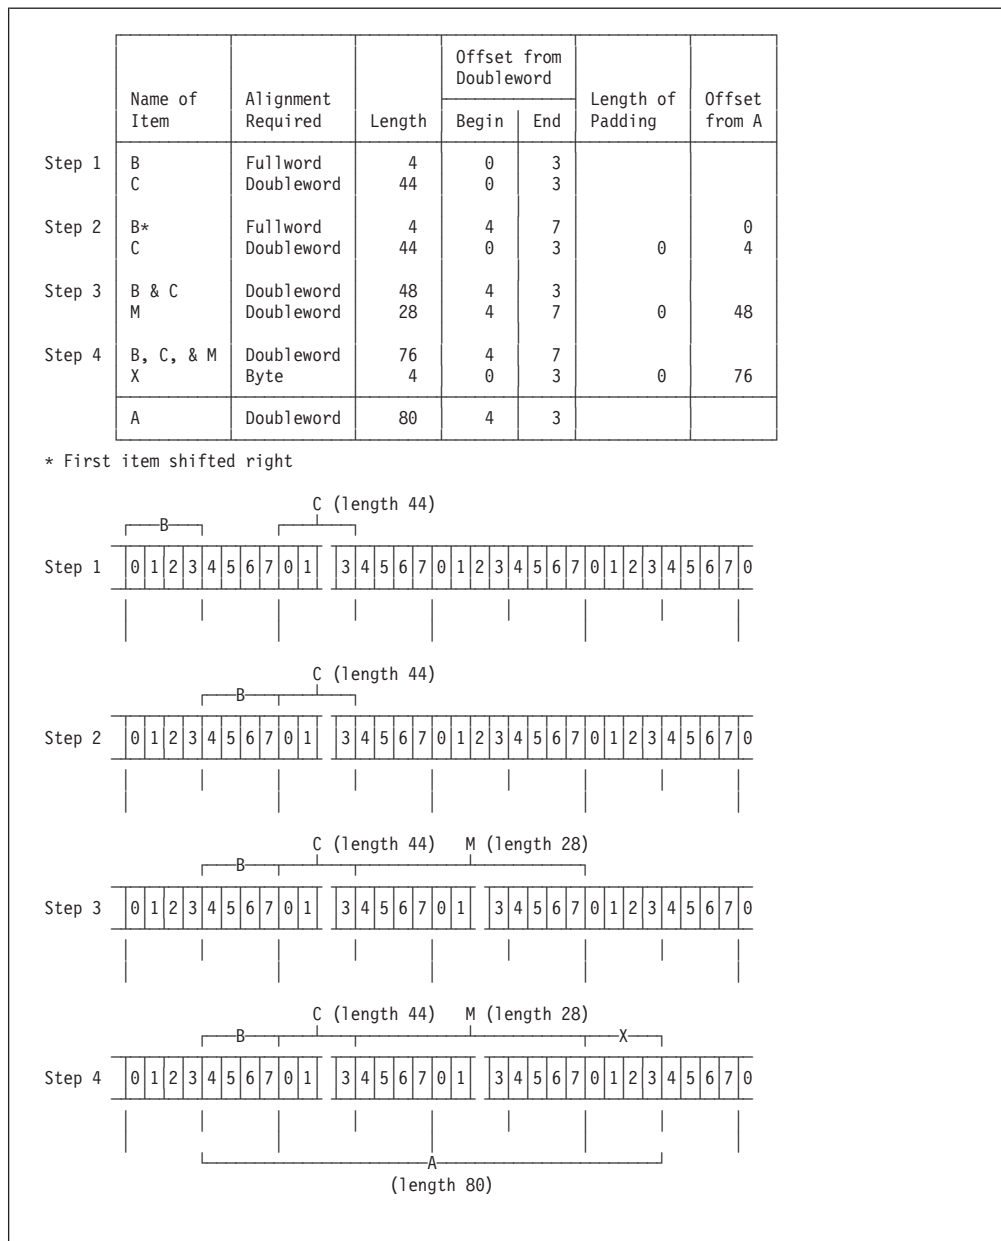 Offset from
Doubleword
Name of Alignment Length of Offset
Item Required Length Begin End Padding from A
Step 1 B Fullword 4 0 3
C Doubleword 44 0 3
Step 2 B* Fullword 4 4 7 0
C Doubleword 44 0 3 0 4
Step 3 B & C Doubleword 48 4 3
M Doubleword 28 4 7 0 48
Step 4 B, C, & M Doubleword 76 4 7
X Byte 4 0 3 0 76
A Doubleword 80 4 3
* First item shifted right
C (length 44)
B
Step 1 0 1 2 3 4 5 6 7 0 1 3 4 5 6 7 0 1 2 3 4 5 6 7 0 1 2 3 4 5 6 7 0
C (length 44)
B
Step 2 0 1 2 3 4 5 6 7 0 1 3 4 5 6 7 0 1 2 3 4 5 6 7 0 1 2 3 4 5 6 7 0
C (length 44) M (length 28)
B
Step 3 0 1 2 3 4 5 6 7 0 1 3 4 5 6 7 0 1 3 4 5 6 7 0 1 2 3 4 5 6 7 0
C (length 44) M (length 28)
B X
Step 4 0 1 2 3 4 5 6 7 0 1 3 4 5 6 7 0 1 3 4 5 6 7 0 1 2 3 4 5 6 7 0
A
(length 80)